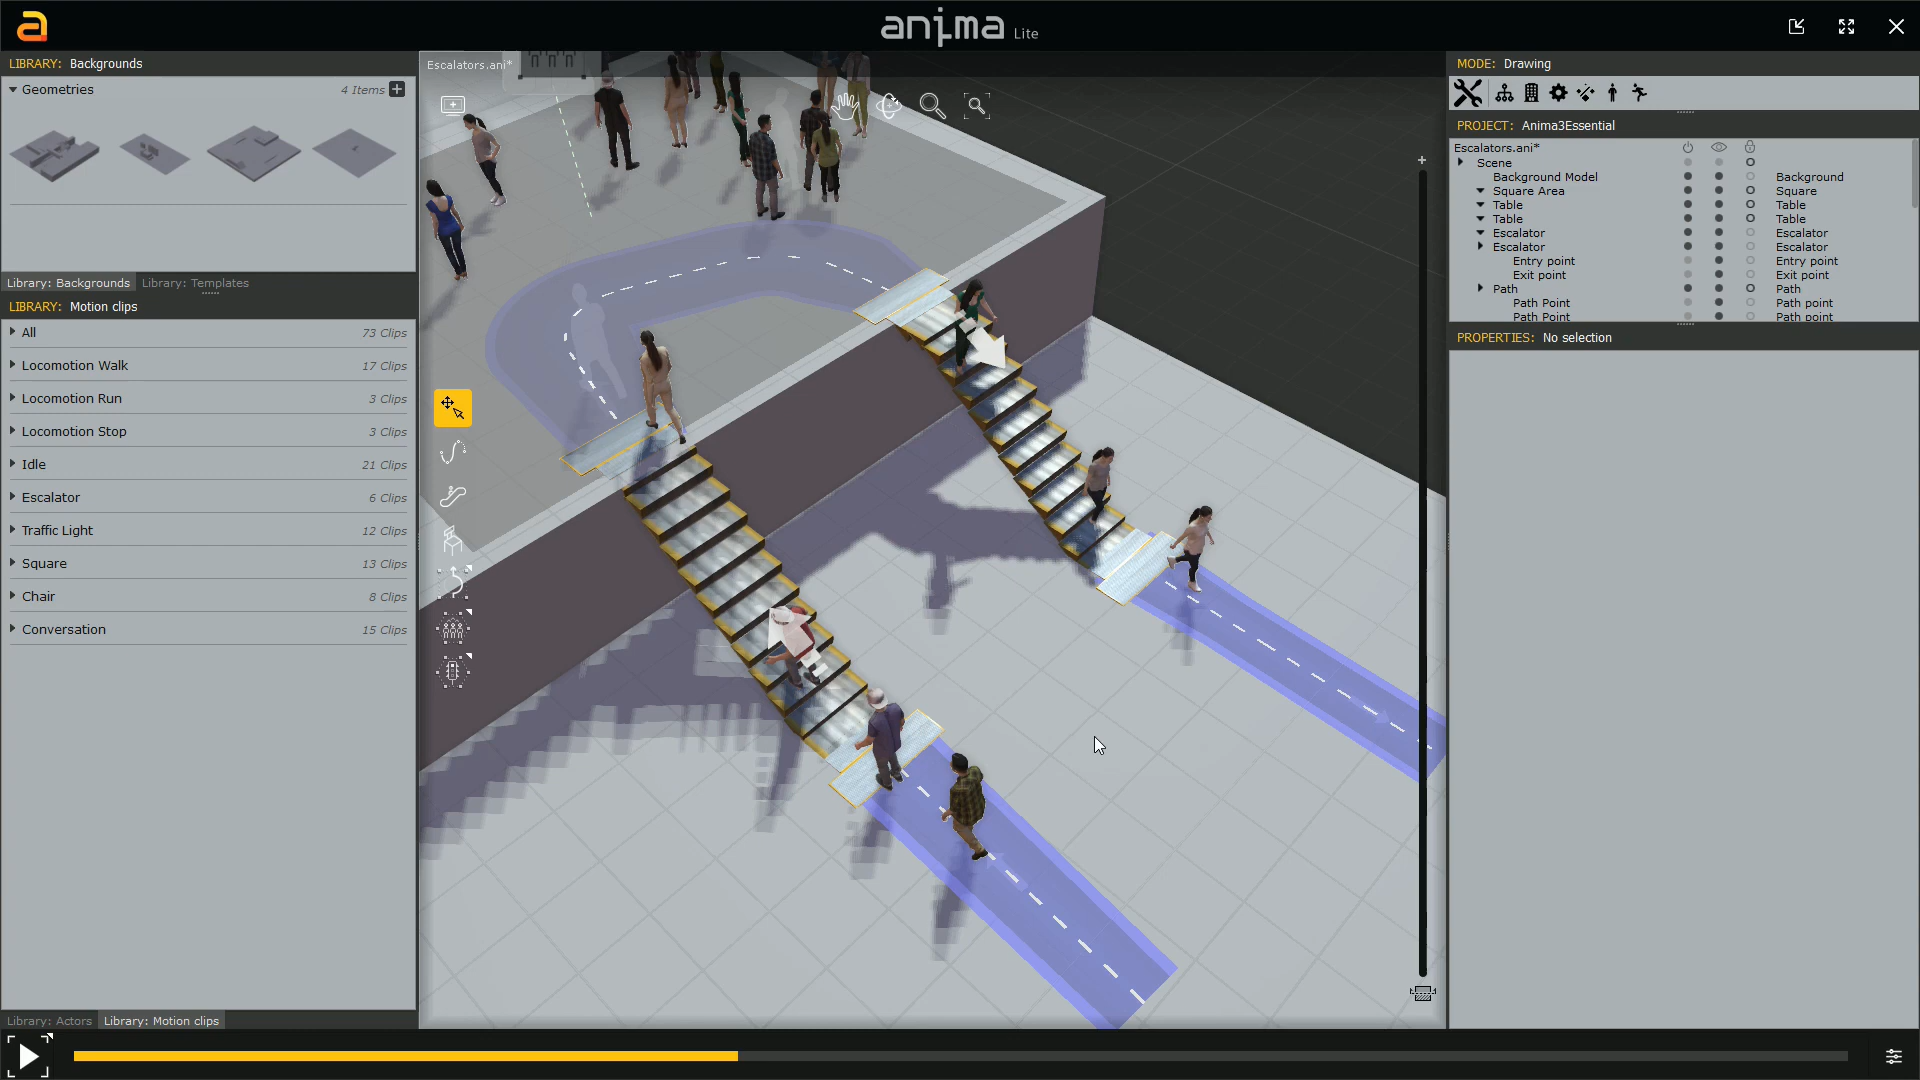 anima Lite
LIBRARY: Backgrounds
Geometries 4 Items
Library: Backgrounds Library: Templates
LIBRARY: Motion clips
All 73 Clips
Locomotion Walk 17 Clips
Locomotion Run 3 Clips
Locomotion Stop 3 Clips
Idle 21 Clips
Escalator 6 Clips
Traffic Light 12 Clips
Square 13 Clips
Chair 8 Clips
Conversation 15 Clips
Library: Actors Library: Motion clips
Escalators.ani*
MODE: Drawing
PROJECT: Anima3Essential
Escalators.ani*
Scene
Background Model Background
Square Area Square
Table Table
Table Table
Escalator Escalator
Escalator Escalator
Entry point Entry point
Exit point Exit point
Path Path
Path Point Path point
Path Point Path point
PROPERTIES: No selection